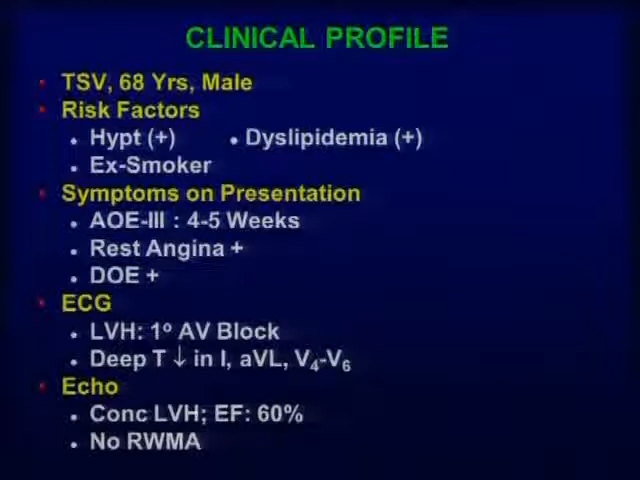 CLINICAL PROFILE
• TSV, 68 Yrs, Male
• Risk Factors
• Hypt (+) • Dyslipidemia (+)
• Ex-Smoker
• Symptoms on Presentation
• AOE-III : 4-5 Weeks
• Rest Angina +
• DOE +
• ECG
• LVH: 1º AV Block
• Deep T ↓ in I, aVL, V₄-V₆
• Echo
• Conc LVH; EF: 60%
• No RWMA